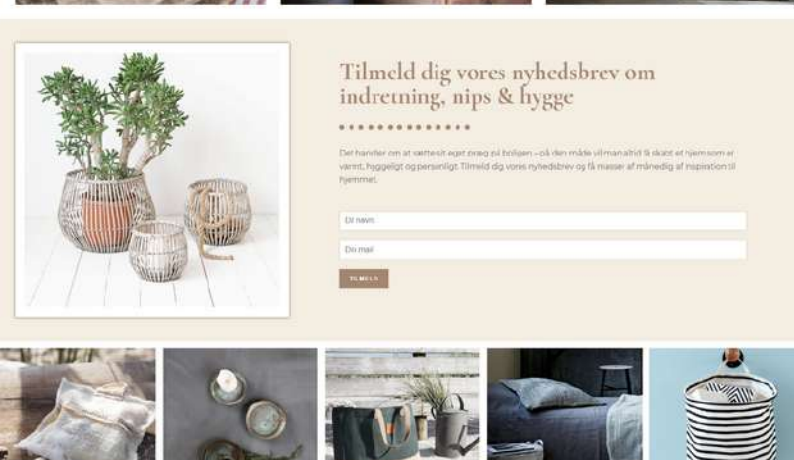 Tilmeld dig vores nyhedsbrev om
indretning, nips & hygge
Det handler om at sætte sit eget præg på boligen – på den måde vil man altid få skabt et hjem som er
varmt, hyggeligt og personligt. Tilmeld dig vores nyhedsbrev og få masser af månedlig af inspiration til
hjemmet.
Dit navn
Din mail
TILMELD